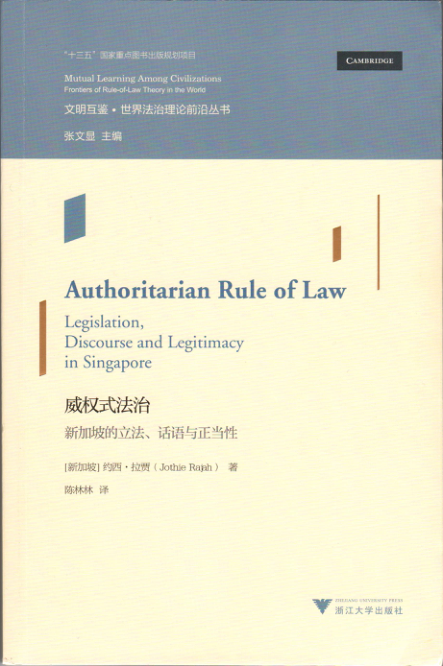 "十三五"国家重点图书出版规划项目
CAMBRIDGE
Mutual Learning Among Civilizations
Frontiers of Rule-of-Law Theory in the World
文明互鉴·世界法治理论前沿丛书
张文显 主编
Authoritarian Rule of Law
Legislation,
Discourse and Legitimacy
in Singapore
威权式法治
新加坡的立法、话语与正当性
[新加坡] 约西·拉贾（Jothie Rajah） 著
陈林林 译
ZHEJIANG UNIVERSITY PRESS
浙江大学出版社